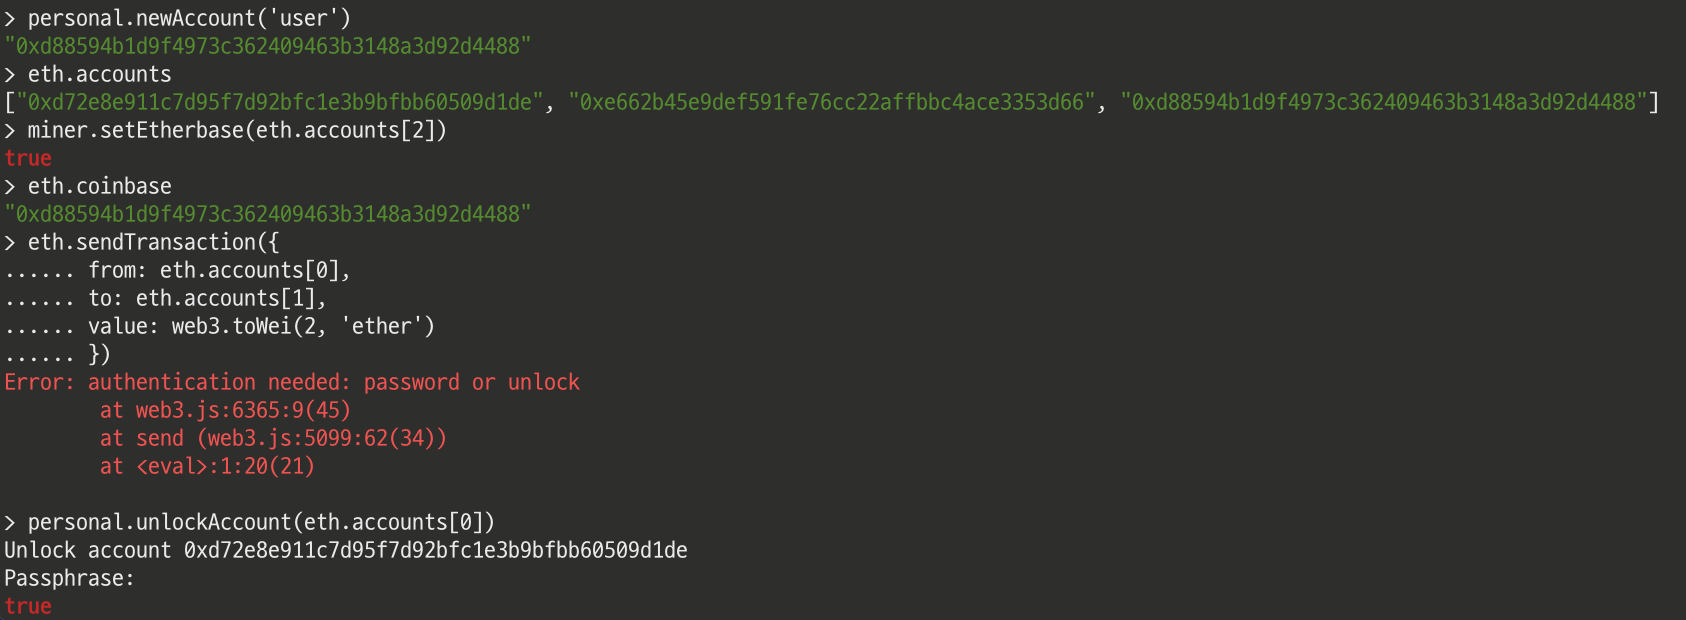 > personal.newAccount('user')
"0xd88594b1d9f4973c362409463b3148a3d92d4488"
> eth.accounts
["0xd72e8e911c7d95f7d92bfc1e3b9bfbb60509d1de", "0xe662b45e9def591fe76cc22affbbc4ace3353d66", "0xd88594b1d9f4973c362409463b3148a3d92d4488"]
> miner.setEtherbase(eth.accounts[2])
true
> eth.coinbase
"0xd88594b1d9f4973c362409463b3148a3d92d4488"
> eth.sendTransaction({
...... from: eth.accounts[0],
...... to: eth.accounts[1],
...... value: web3.toWei(2, 'ether')
...... })
Error: authentication needed: password or unlock
        at web3.js:6365:9(45)
        at send (web3.js:5099:62(34))
        at <eval>:1:20(21)

> personal.unlockAccount(eth.accounts[0])
Unlock account 0xd72e8e911c7d95f7d92bfc1e3b9bfbb60509d1de
Passphrase:
true